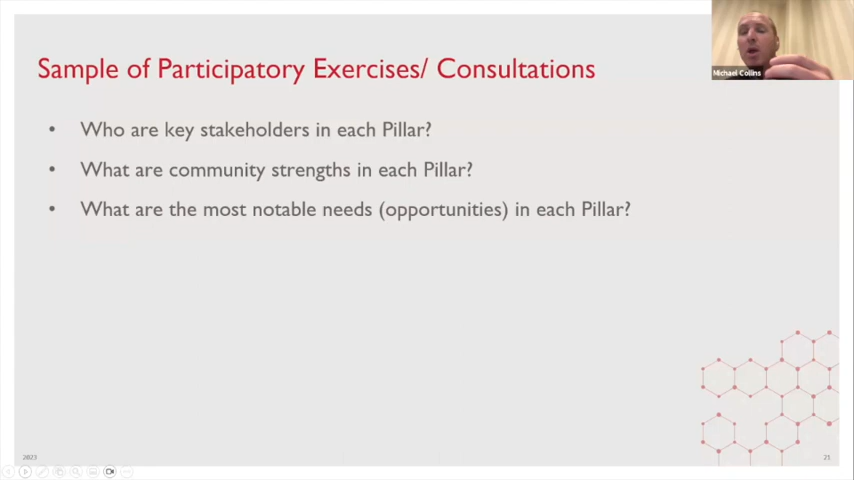 Sample of Participatory Exercises/ Consultations
Michael Collins
• Who are key stakeholders in each Pillar?
• What are community strengths in each Pillar?
• What are the most notable needs (opportunities) in each Pillar?
2023
21